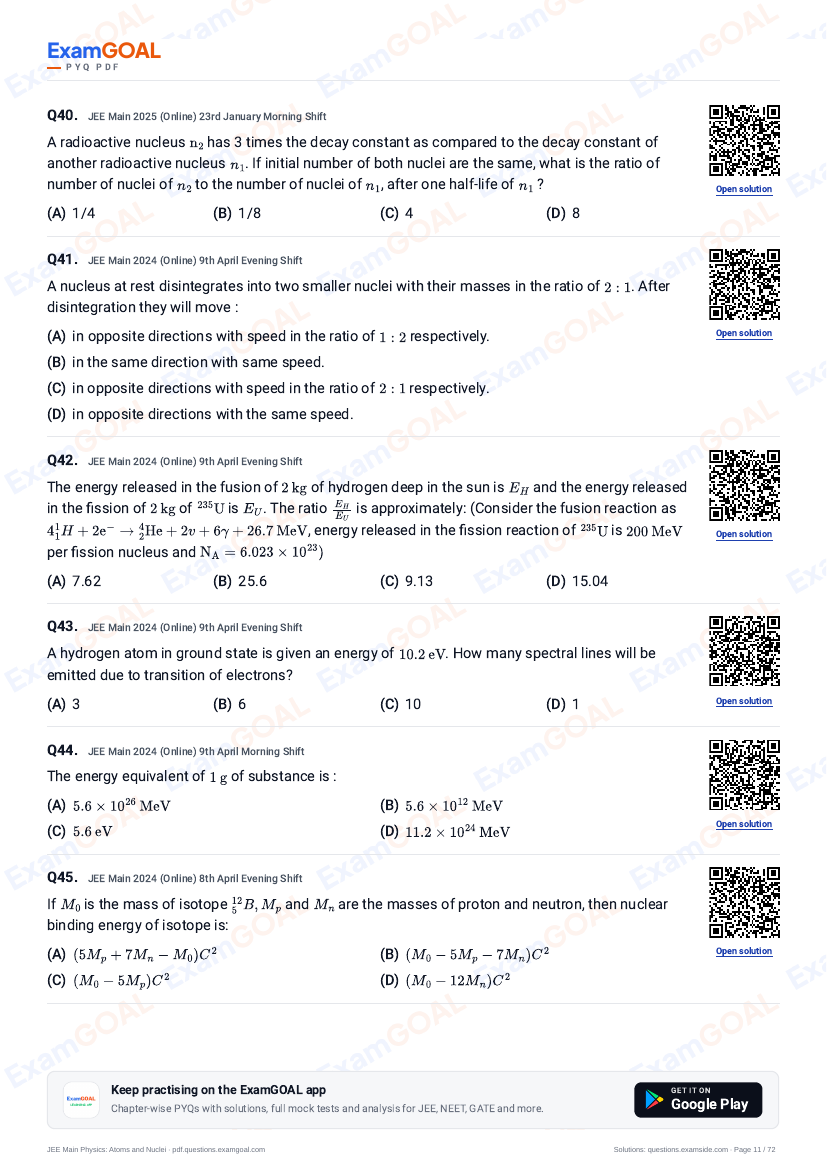 ExamGOAL
PYQ PDF
Q40. JEE Main 2025 (Online) 23rd January Morning Shift
A radioactive nucleus n₂ has 3 times the decay constant as compared to the decay constant of
another radioactive nucleus n₁. If initial number of both nuclei are the same, what is the ratio of
number of nuclei of n₂ to the number of nuclei of n₁, after one half-life of n₁ ?
(A) 1/4 (B) 1/8 (C) 4 (D) 8
Open solution
Q41. JEE Main 2024 (Online) 9th April Evening Shift
A nucleus at rest disintegrates into two smaller nuclei with their masses in the ratio of 2 : 1. After
disintegration they will move :
(A) in opposite directions with speed in the ratio of 1 : 2 respectively.
(B) in the same direction with same speed.
(C) in opposite directions with speed in the ratio of 2 : 1 respectively.
(D) in opposite directions with the same speed.
Open solution
Q42. JEE Main 2024 (Online) 9th April Evening Shift
The energy released in the fusion of 2 kg of hydrogen deep in the sun is E_H and the energy released
in the fission of 2 kg of ²³⁵U is E_U. The ratio E_H/E_U is approximately: (Consider the fusion reaction as
4¹₁H + 2e⁻ → ⁴₂He + 2v + 6γ + 26.7 MeV, energy released in the fission reaction of ²³⁵U is 200 MeV
per fission nucleus and N_A = 6.023 × 10²³)
(A) 7.62 (B) 25.6 (C) 9.13 (D) 15.04
Open solution
Q43. JEE Main 2024 (Online) 9th April Evening Shift
A hydrogen atom in ground state is given an energy of 10.2 eV. How many spectral lines will be
emitted due to transition of electrons?
(A) 3 (B) 6 (C) 10 (D) 1
Open solution
Q44. JEE Main 2024 (Online) 9th April Morning Shift
The energy equivalent of 1 g of substance is :
(A) 5.6 × 10²⁶ MeV (B) 5.6 × 10¹² MeV
(C) 5.6 eV (D) 11.2 × 10²⁴ MeV
Open solution
Q45. JEE Main 2024 (Online) 8th April Evening Shift
If M₀ is the mass of isotope ¹²₅B, M_p and M_n are the masses of proton and neutron, then nuclear
binding energy of isotope is:
(A) (5M_p + 7M_n − M₀)C² (B) (M₀ − 5M_p − 7M_n)C²
(C) (M₀ − 5M_p)C² (D) (M₀ − 12M_n)C²
Open solution
Keep practising on the ExamGOAL app
Chapter-wise PYQs with solutions, full mock tests and analysis for JEE, NEET, GATE and more.
GET IT ON
Google Play
JEE Main Physics: Atoms and Nuclei · pdf.questions.examgoal.com
Solutions: questions.examside.com · Page 11 / 72